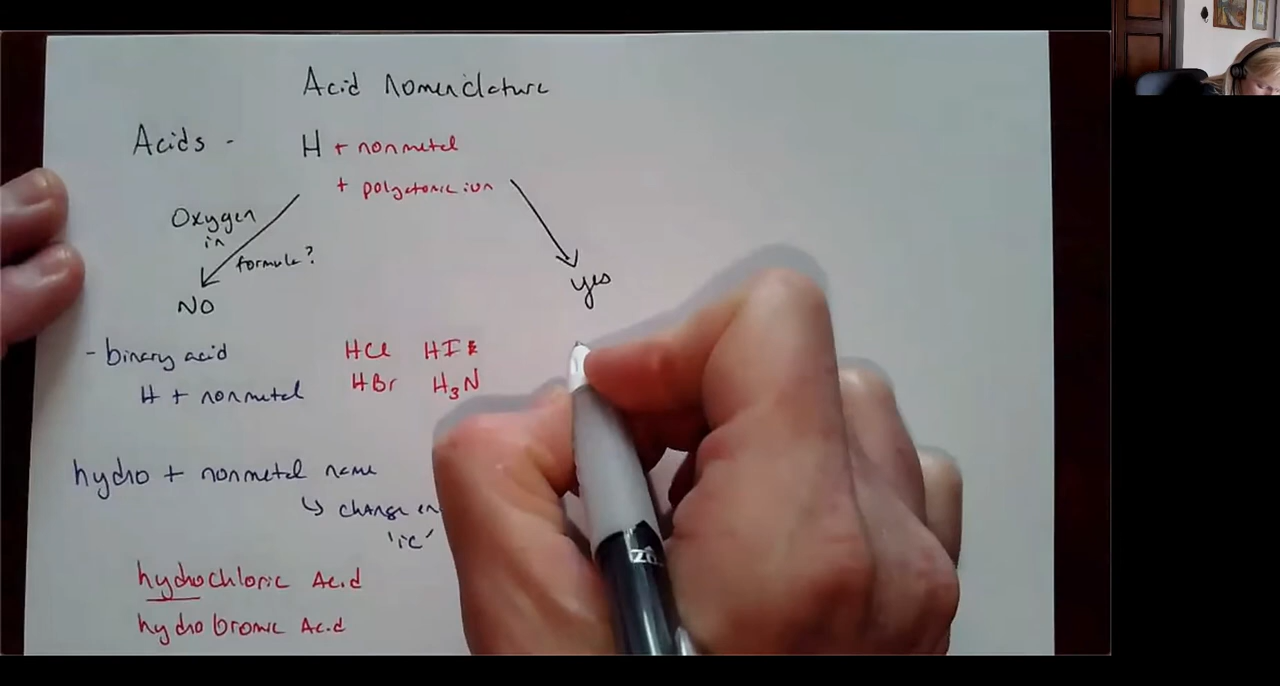 Acid Nomenclature
Acids - H + nonmetal
+ polyatomic ion
Oxygen
in
formula?
NO
yes
- binary acid
H + nonmetal
HCl HI
HBr H3N
hydro + nonmetal name
↳ change en
'ic'
hydrochloric Acid
hydrobromic Acid